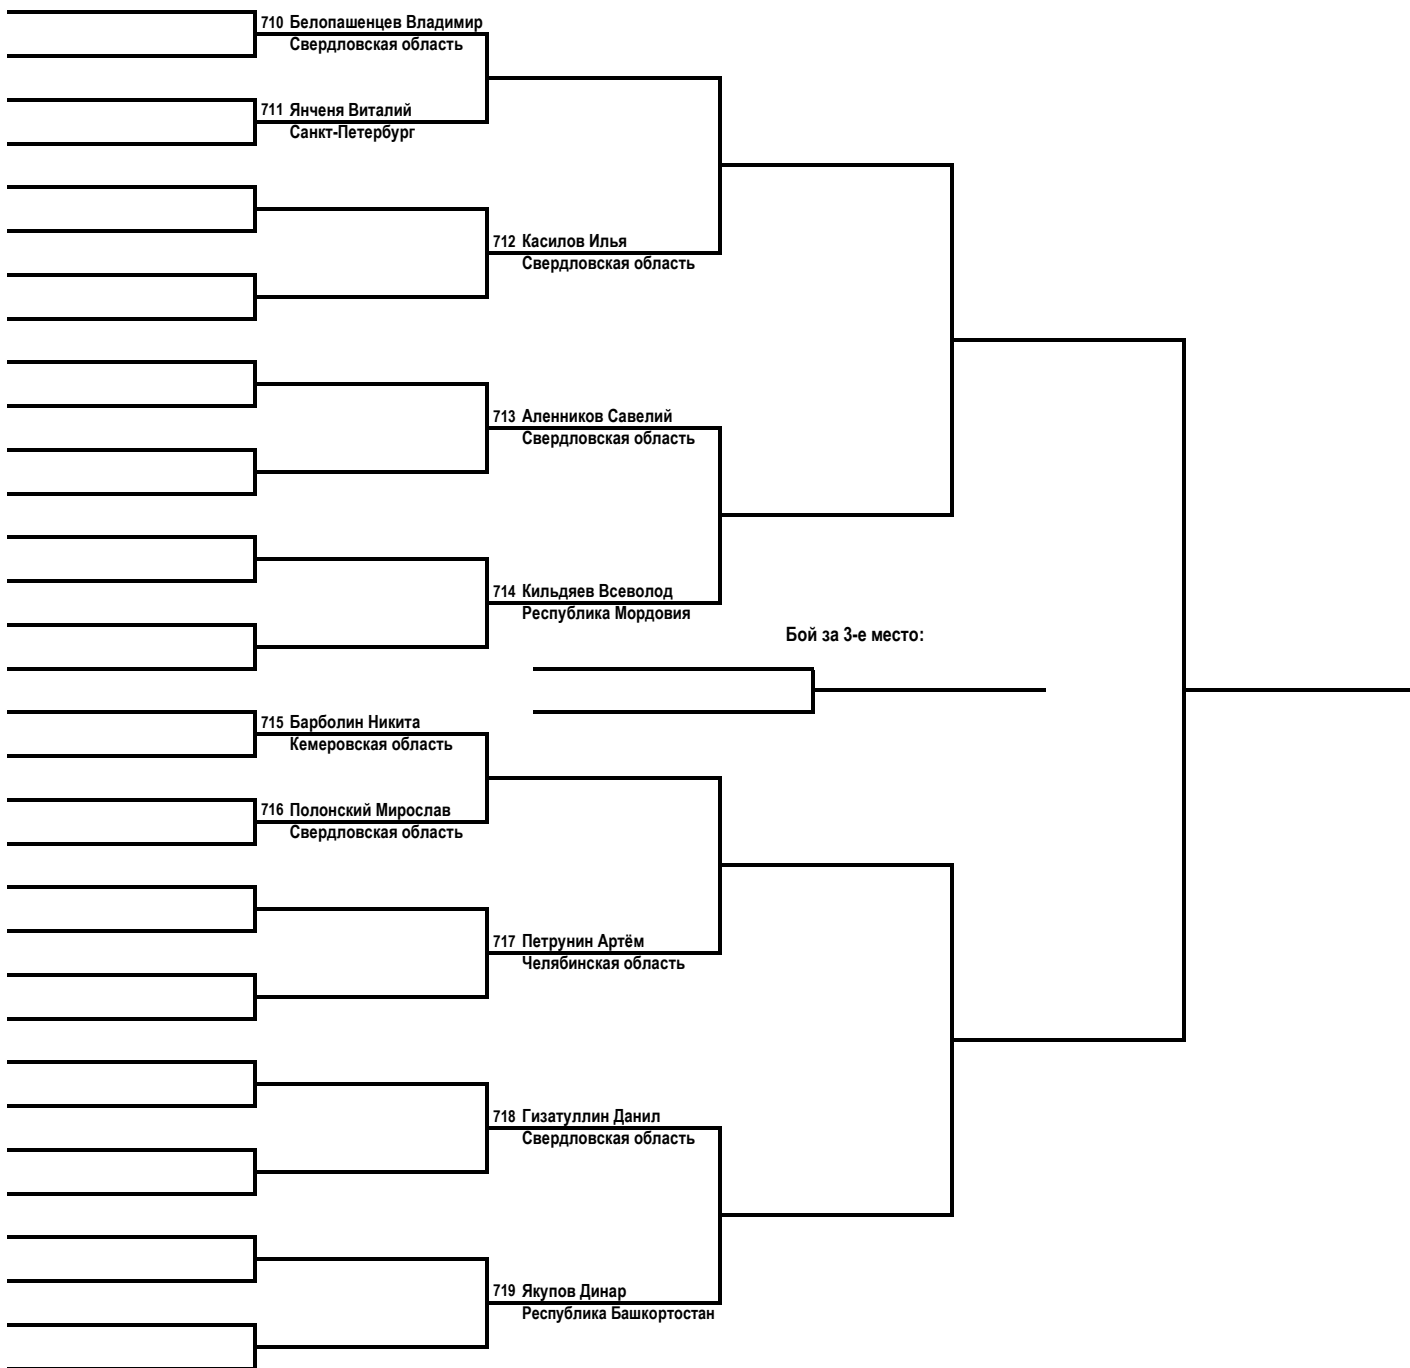 710 Белопашенцев Владимир
Свердловская область
711 Янченя Виталий
Санкт-Петербург
712 Касилов Илья
Свердловская область
713 Аленников Савелий
Свердловская область
714 Кильдяев Всеволод
Республика Мордовия
Бой за 3-е место:
715 Барболин Никита
Кемеровская область
716 Полонский Мирослав
Свердловская область
717 Петрунин Артём
Челябинская область
718 Гизатуллин Данил
Свердловская область
719 Якупов Динар
Республика Башкортостан